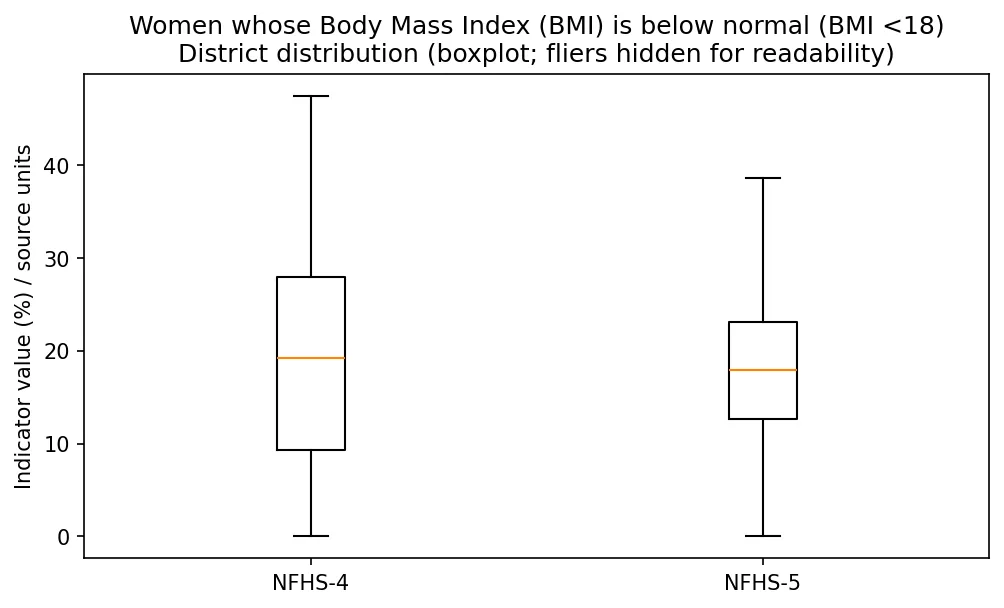 Women whose Body Mass Index (BMI) is below normal (BMI <18)
District distribution (boxplot; fliers hidden for readability)
Indicator value (%) / source units
40
30
20
10
0
NFHS-4
NFHS-5